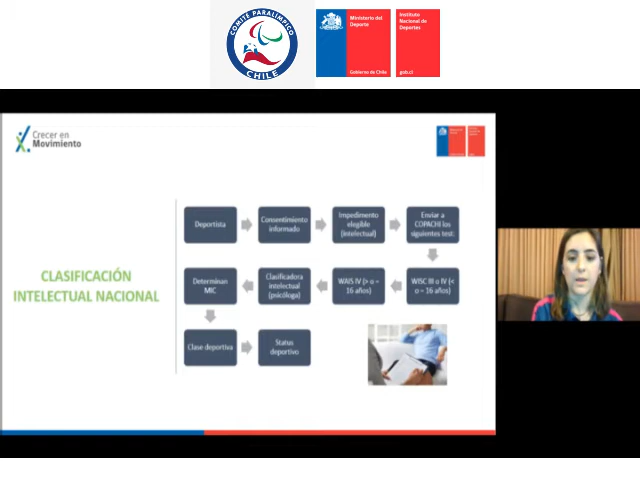 COMITÉ PARALÍMPICO
CHILE
Ministerio del
Deporte
Gobierno de Chile
Instituto
Nacional de
Deportes
gob.cl
Crecer en
Movimiento
CLASIFICACIÓN
INTELECTUAL NACIONAL
Deportista
Consentimiento
informado
Impedimento
elegible
(intelectual)
Enviar a
COPACHI los
siguientes test:
WISC III o IV (<
o = 16 años)
WAIS IV (> o =
16 años)
Clasificadora
intelectual
(psicóloga)
Determinan
MIC
Clase deportiva
Status
deportivo